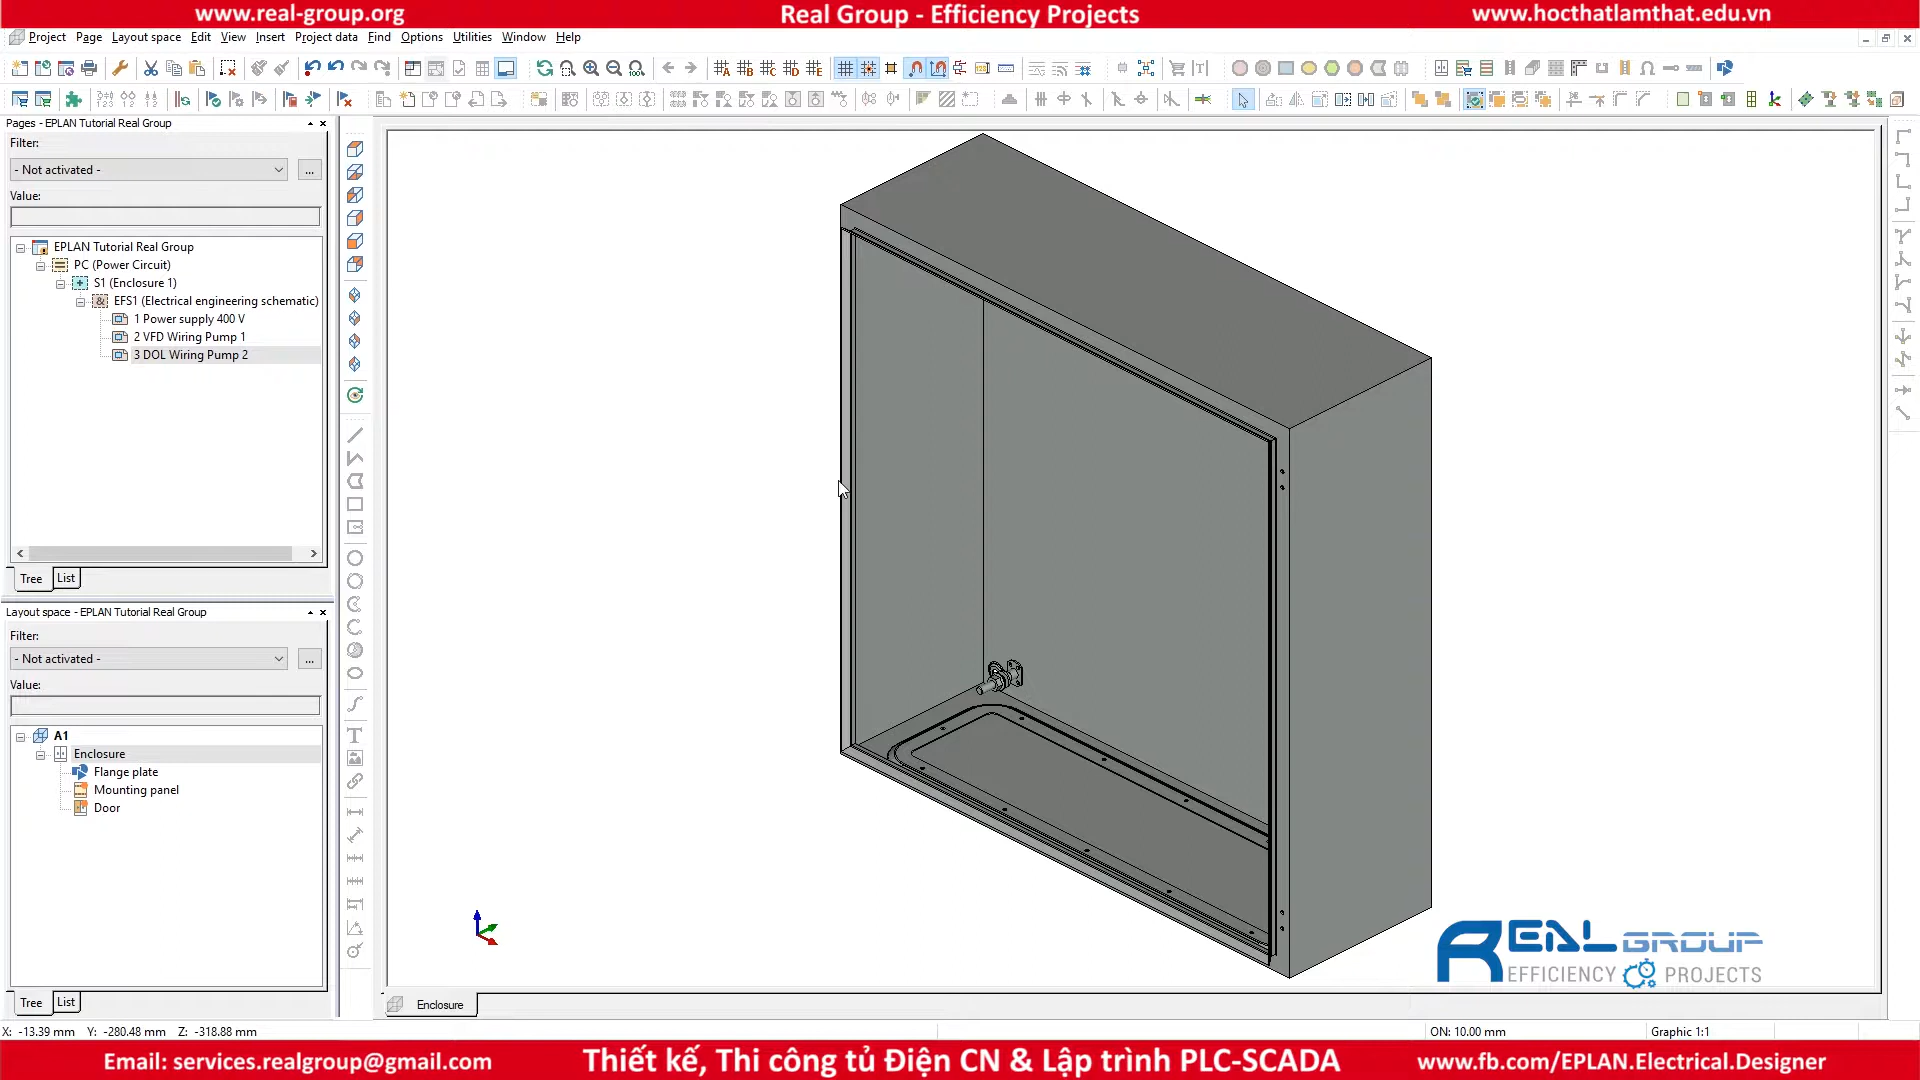 www.real-group.org
Real Group - Efficiency Projects
www.hocthatlamthat.edu.vn
Project Page Layout space Edit View Insert Project data Find Options Utilities Window Help
Pages - EPLAN Tutorial Real Group
Filter:
- Not activated -
...
Value:
EPLAN Tutorial Real Group
PC (Power Circuit)
S1 (Enclosure 1)
EFS1 (Electrical engineering schematic)
1 Power supply 400 V
2 VFD Wiring Pump 1
3 DOL Wiring Pump 2
Tree List
Layout space - EPLAN Tutorial Real Group
Filter:
- Not activated -
...
Value:
A1
Enclosure
Flange plate
Mounting panel
Door
Tree List
Enclosure
REAL GROUP
EFFICIENCY PROJECTS
X: -13.39 mm Y: -280.48 mm Z: -318.88 mm
ON: 10.00 mm
Graphic 1:1
Email: services.realgroup@gmail.com
Thiết kế, Thi công tủ Điện CN & Lập trình PLC-SCADA
www.fb.com/EPLAN.Electrical.Designer